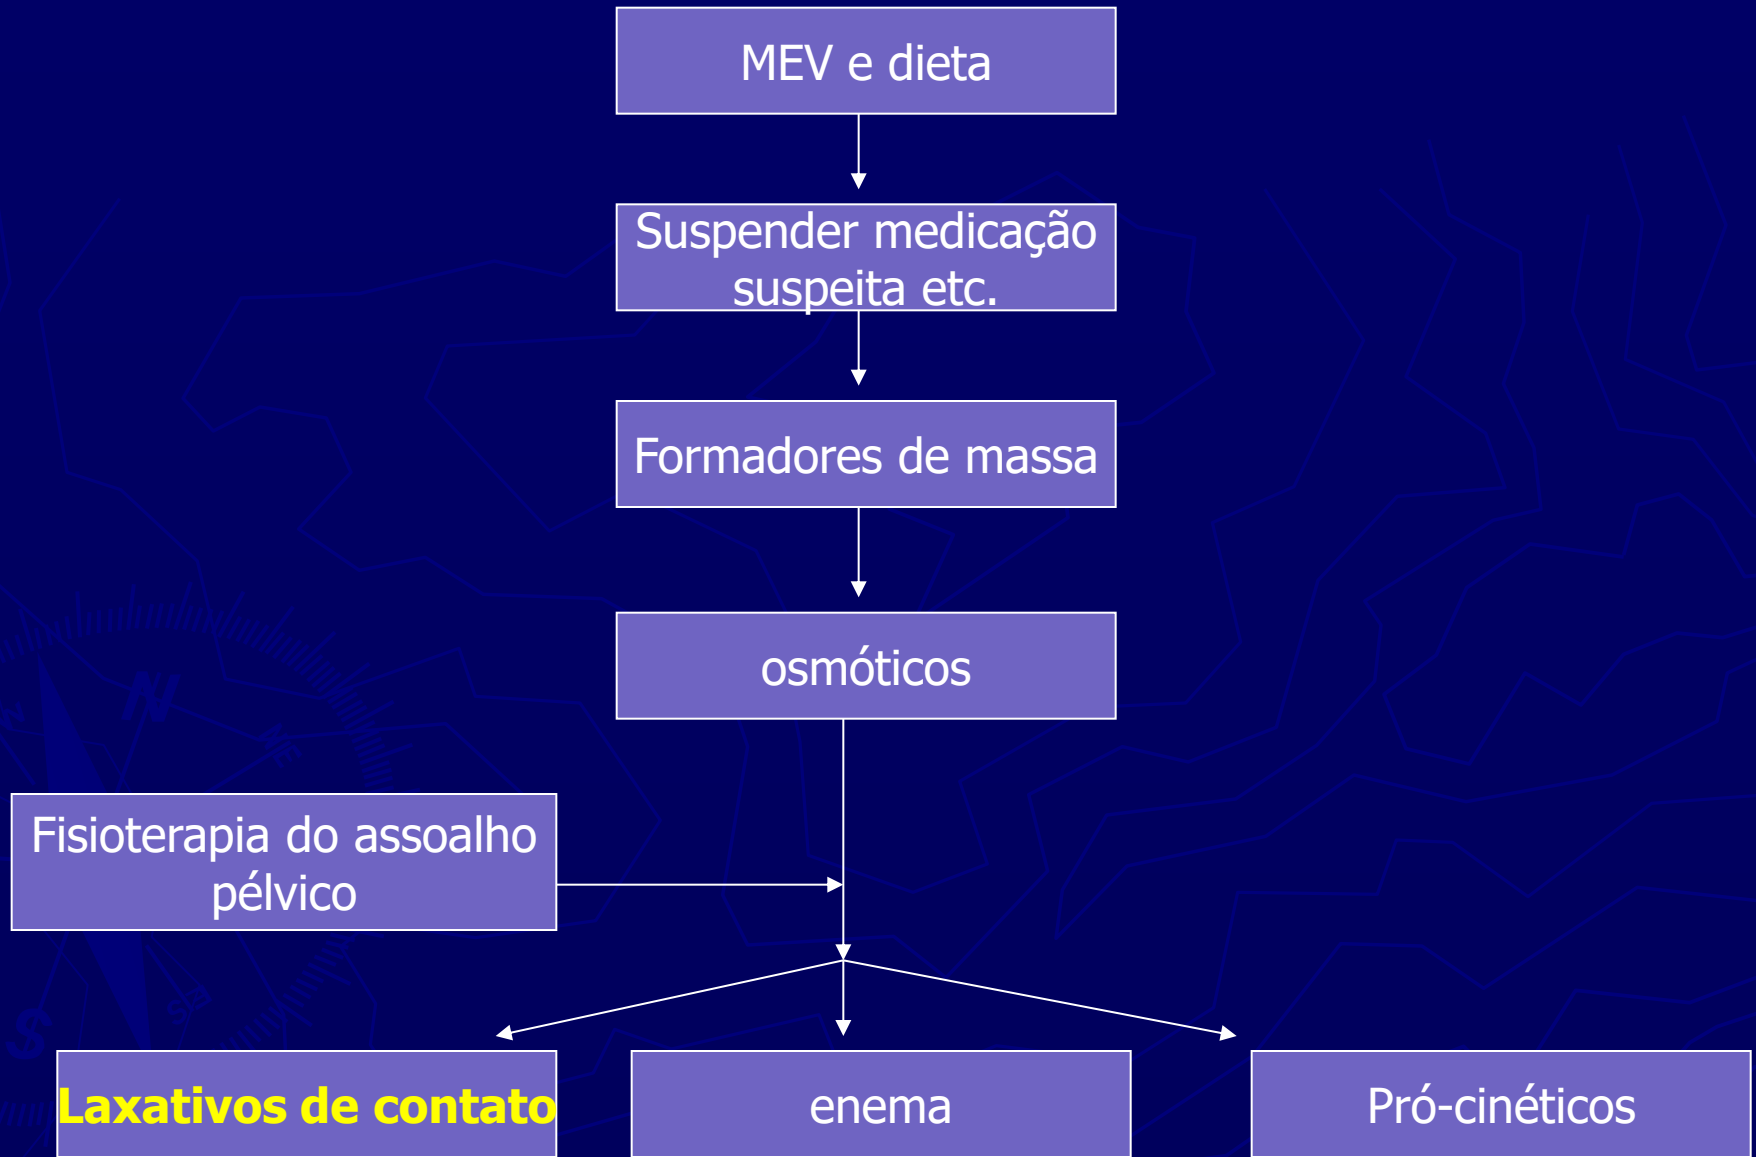 MEV e dieta
Suspender medicação
suspeita etc.
Formadores de massa
osmóticos
Fisioterapia do assoalho
pélvico
Laxativos de contato
enema
Pró-cinéticos
N
S